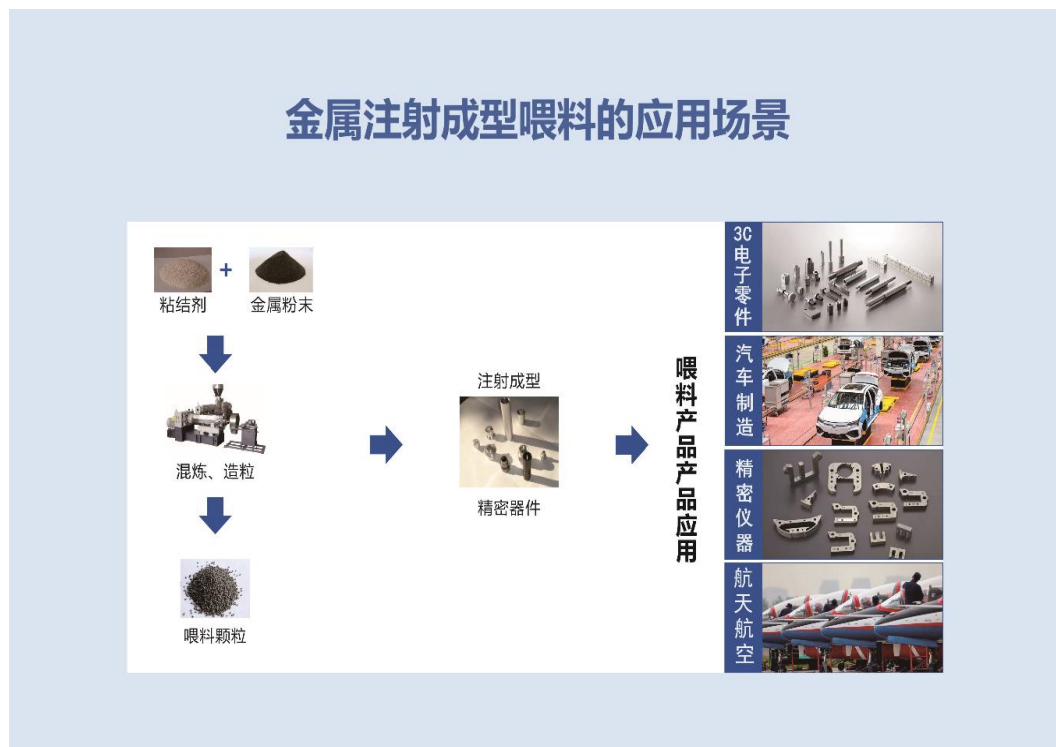 金属注射成型喂料的应用场景
+
粘结剂
金属粉末
混炼、造粒
喂料颗粒
注射成型
精密器件
喂料产品产品应用
3C电子零件
汽车制造
精密仪器
航天航空